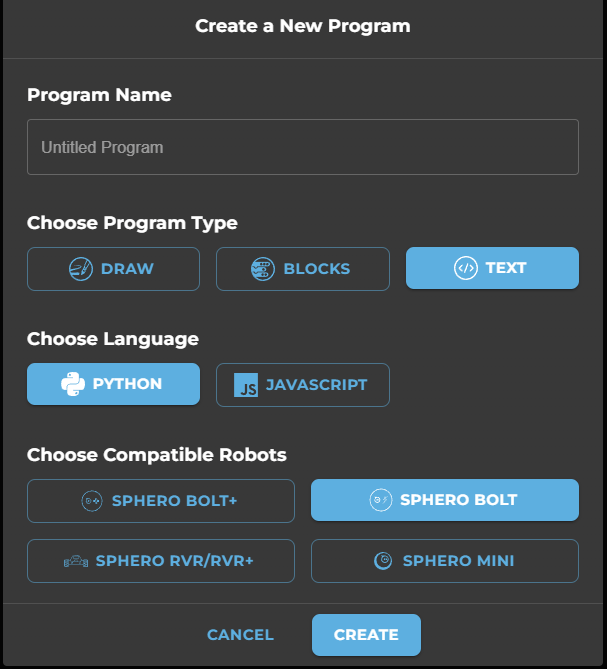 Create a New Program
Program Name
Untitled Program
Choose Program Type
DRAW BLOCKS TEXT
Choose Language
PYTHON JS JAVASCRIPT
Choose Compatible Robots
SPHERO BOLT+ SPHERO BOLT
SPHERO RVR/RVR+ SPHERO MINI
CANCEL CREATE